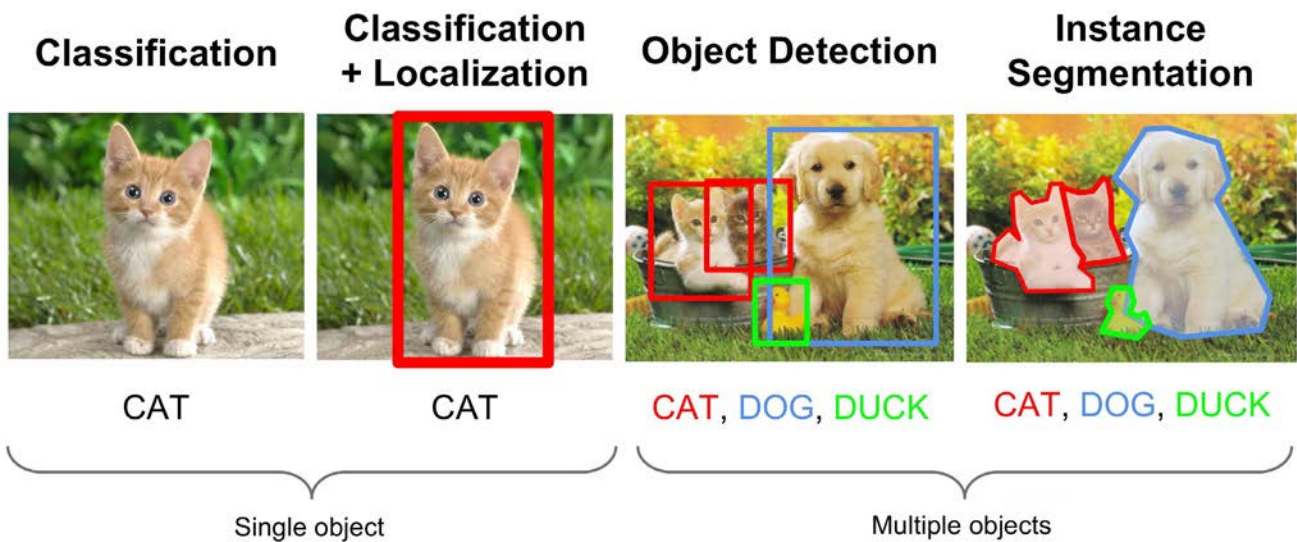 Classification
Classification
+ Localization
Object Detection
Instance
Segmentation
CAT
CAT
CAT, DOG, DUCK
CAT, DOG, DUCK
Single object
Multiple objects